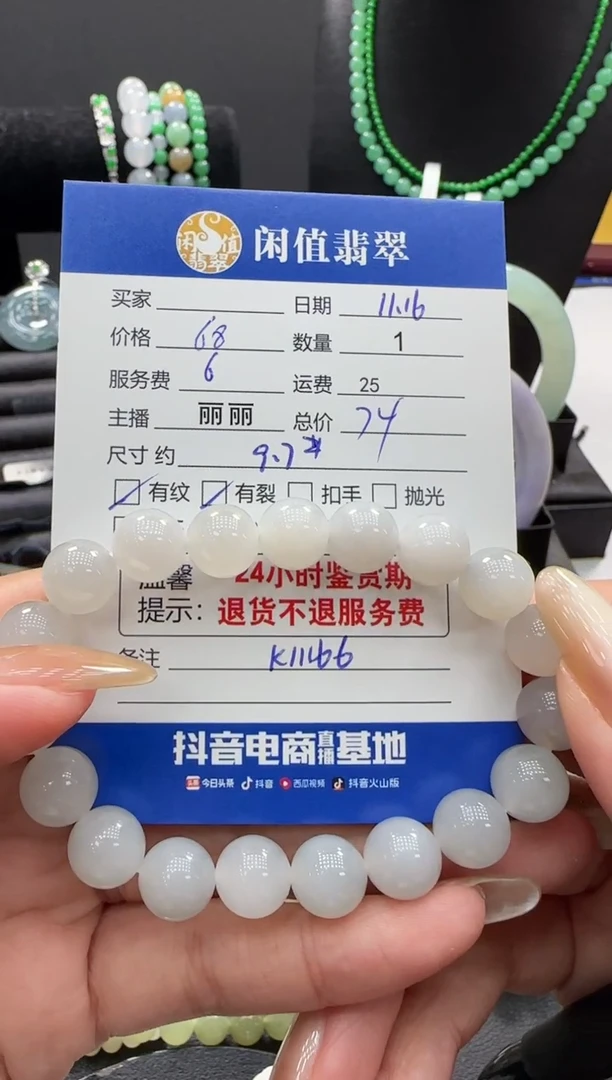 闲值翡翠
闲值翡翠
买家 日期 11.16
价格 68 数量 1
服务费 6 运费 25
主播 丽丽 总价 74
尺寸约 9.7
有纹 有裂 扣手 抛光
温馨 24小时鉴赏期
提示：退货不退服务费
备注 K1166
抖音电商直播基地
头条 今日头条 抖音 西瓜视频 抖音火山版